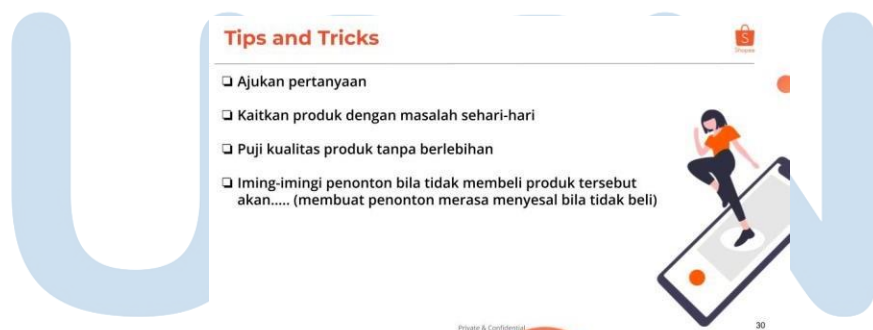 Tips and Tricks
S
Shopee
❑ Ajukan pertanyaan
❑ Kaitkan produk dengan masalah sehari-hari
❑ Puji kualitas produk tanpa berlebihan
❑ Iming-imingi penonton bila tidak membeli produk tersebut
akan..... (membuat penonton merasa menyesal bila tidak beli)
Private & Confidential
30